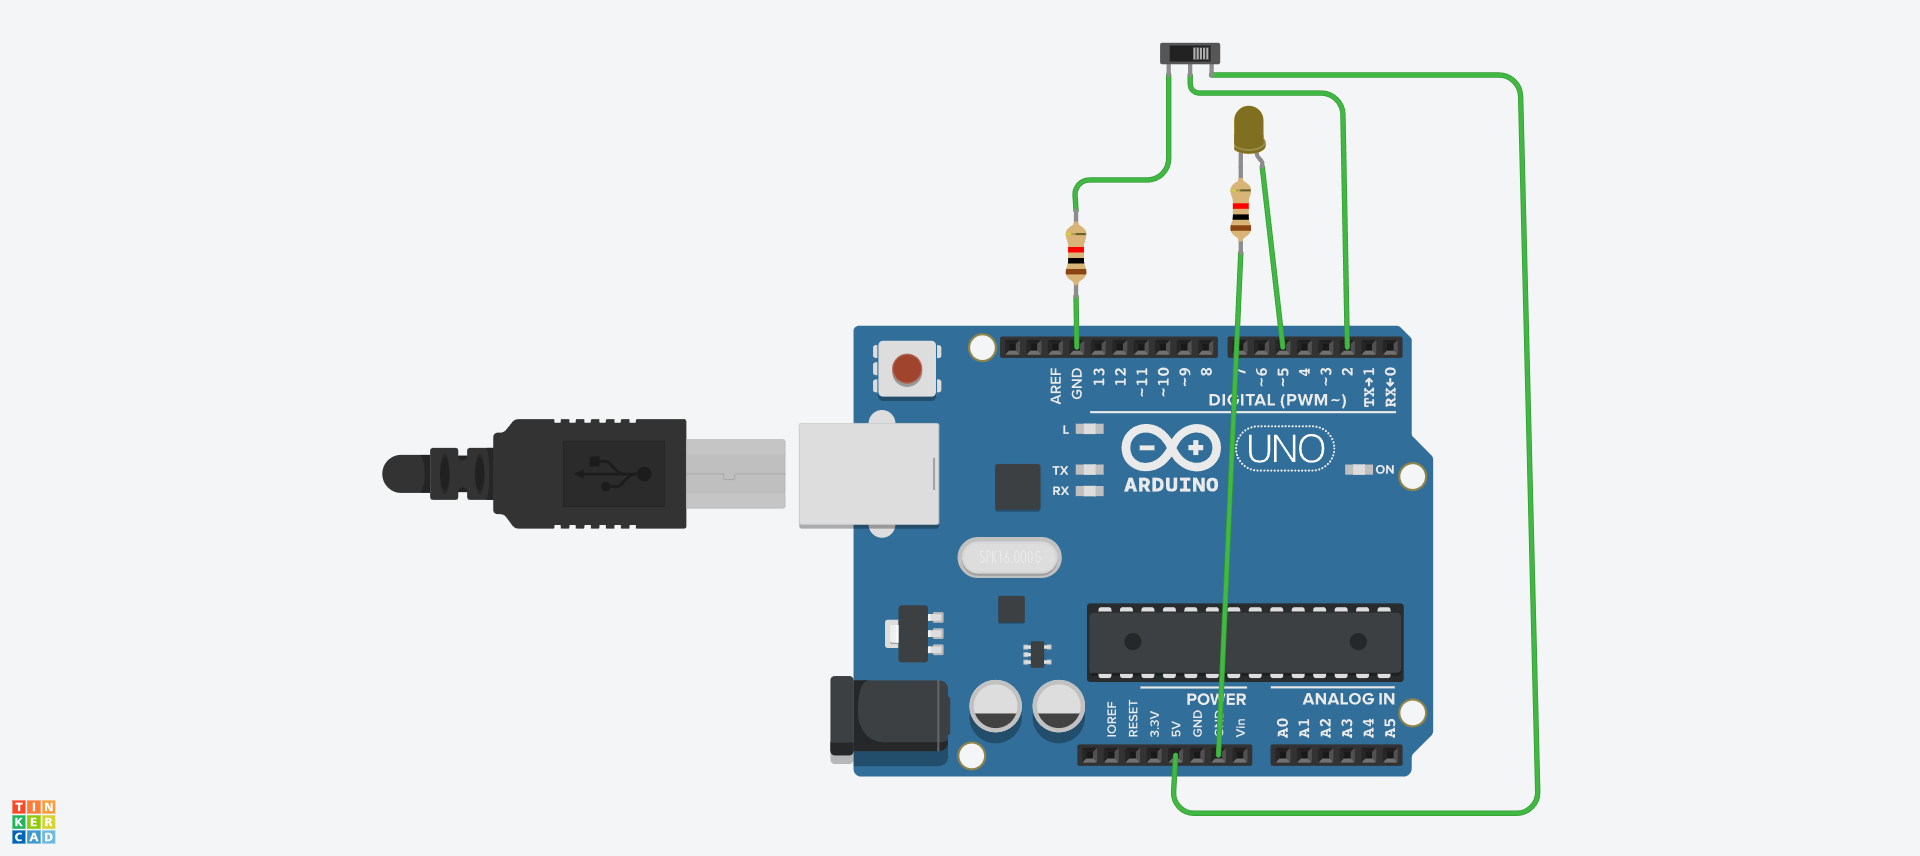 AREF
GND
13
12
~11
~10
~9
8
7
~6
~5
4
~3
2
TX→1
RX←0
DIGITAL (PWM~)
L
TX
RX
UNO
ARDUINO
ON
SPK16.000G
POWER
ANALOG IN
IOREF
RESET
3.3V
5V
GND
GND
Vin
A0
A1
A2
A3
A4
A5
TIN
KER
CAD